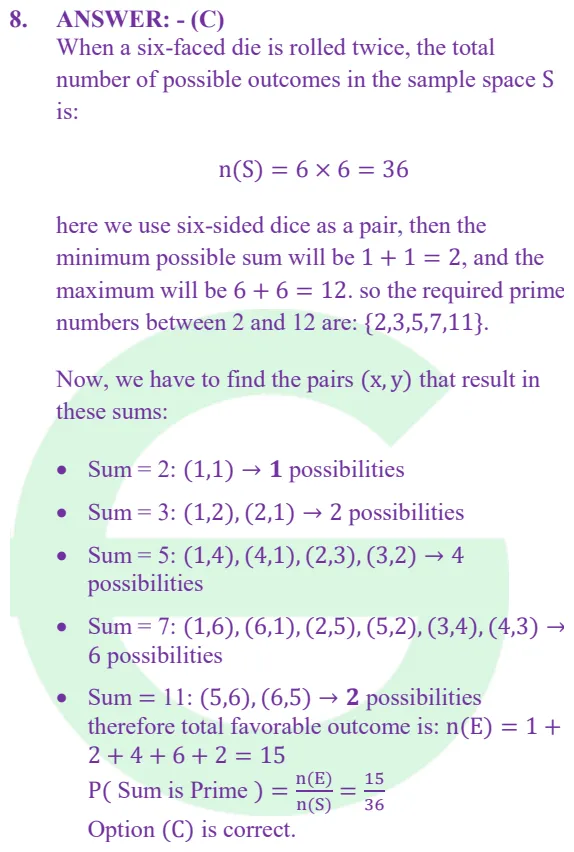 8. ANSWER: - (C)
When a six-faced die is rolled twice, the total
number of possible outcomes in the sample space S
is:
n(S) = 6 × 6 = 36
here we use six-sided dice as a pair, then the
minimum possible sum will be 1 + 1 = 2, and the
maximum will be 6 + 6 = 12. so the required prime
numbers between 2 and 12 are: {2,3,5,7,11}.
Now, we have to find the pairs (x, y) that result in
these sums:
• Sum = 2: (1,1) → 1 possibilities
• Sum = 3: (1,2), (2,1) → 2 possibilities
• Sum = 5: (1,4), (4,1), (2,3), (3,2) → 4
possibilities
• Sum = 7: (1,6), (6,1), (2,5), (5,2), (3,4), (4,3) →
6 possibilities
• Sum = 11: (5,6), (6,5) → 2 possibilities
therefore total favorable outcome is: n(E) = 1 +
2 + 4 + 6 + 2 = 15
P( Sum is Prime ) = n(E)/n(S) = 15/36
Option (C) is correct.